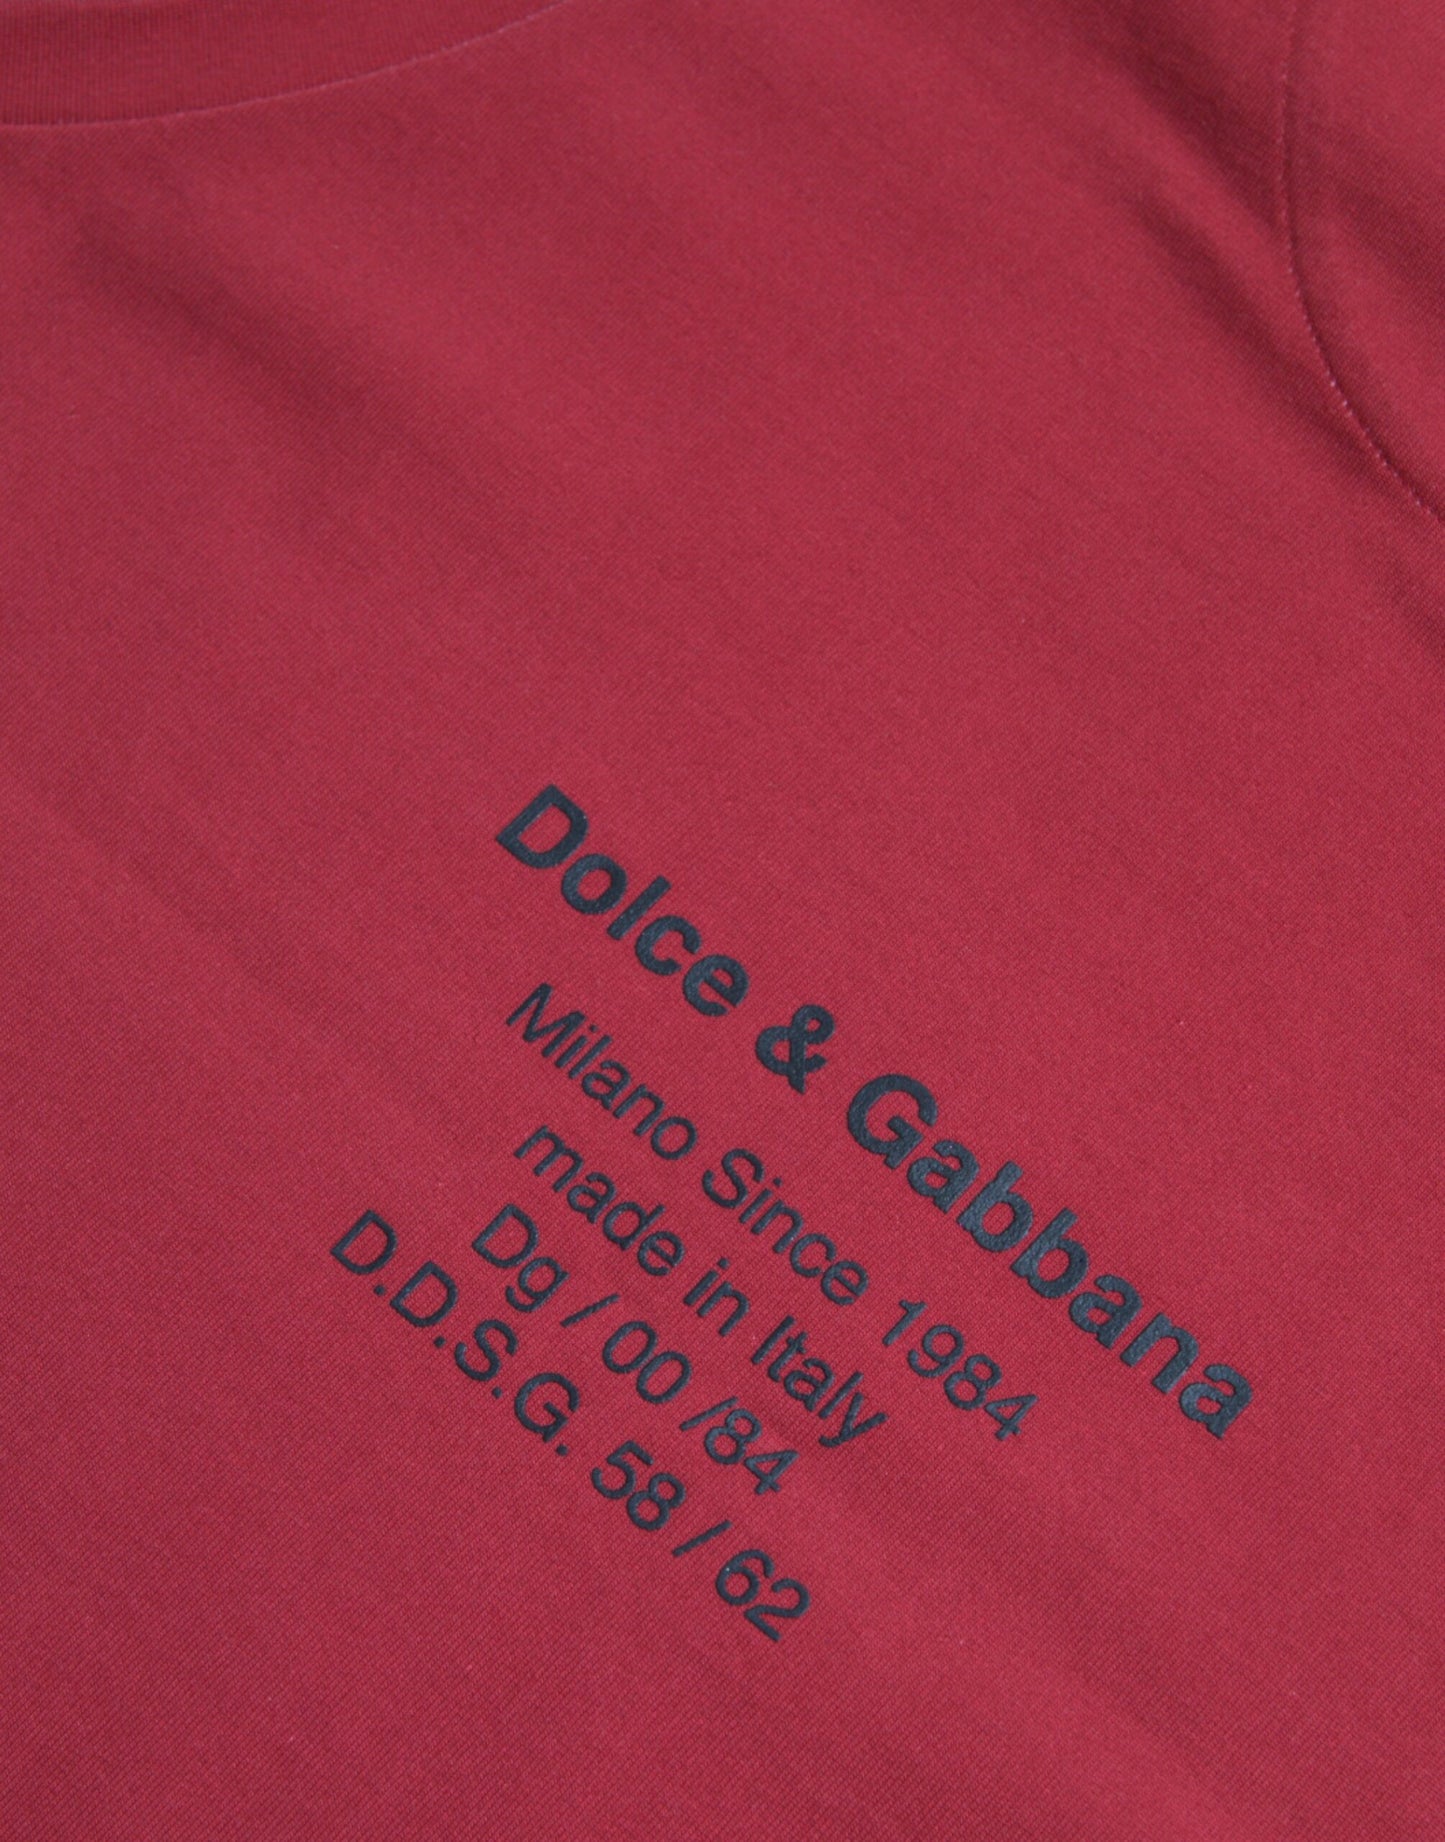 Dolce & Gabbana
Milano Since 1984
made in Italy
Dg / 00 /84
D.D.S.G. 58 / 62